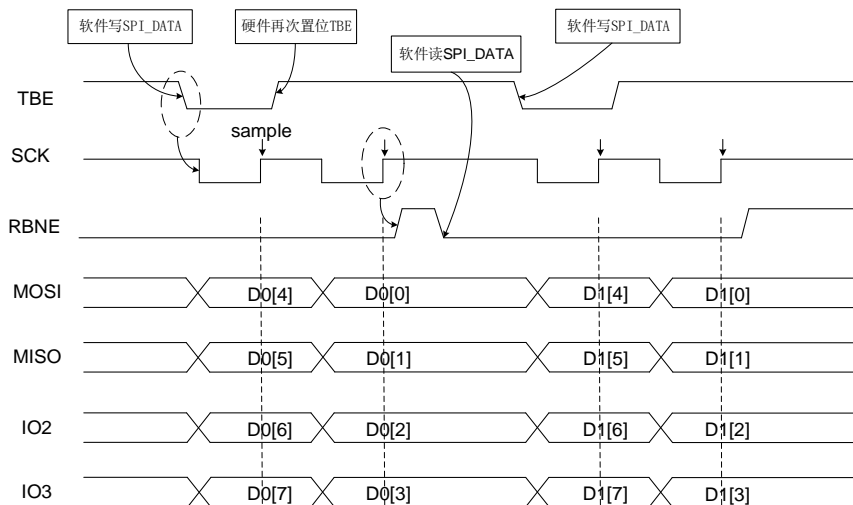 软件写SPI_DATA
硬件再次置位TBE
软件读SPI_DATA
软件写SPI_DATA
TBE
sample
SCK
RBNE
MOSI D0[4] D0[0] D1[4] D1[0]
MISO D0[5] D0[1] D1[5] D1[1]
IO2 D0[6] D0[2] D1[6] D1[2]
IO3 D0[7] D0[3] D1[7] D1[3]